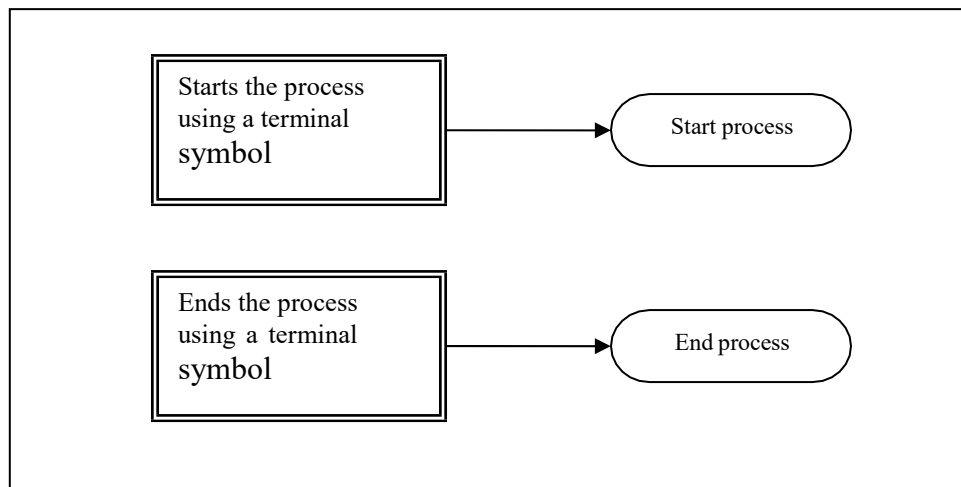 Starts the process
using a terminal
symbol
Start process
Ends the process
using a terminal
symbol
End process